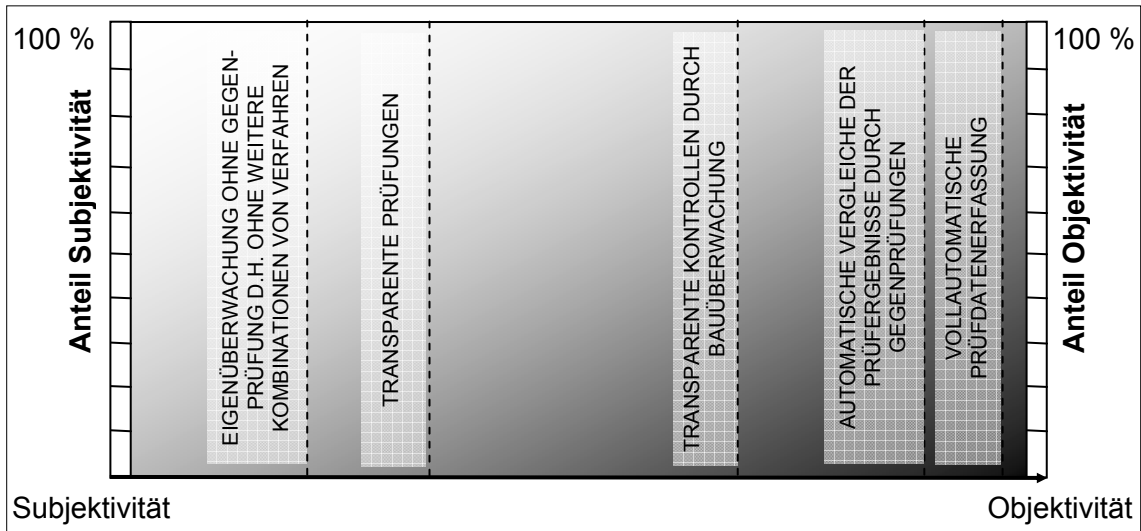 100 %
Anteil Subjektivität
EIGENÜBERWACHUNG OHNE GEGEN-
PRÜFUNG D.H. OHNE WEITERE
KOMBINATIONEN VON VERFAHREN
TRANSPARENTE PRÜFUNGEN
TRANSPARENTE KONTROLLEN DURCH
BAUÜBERWACHUNG
AUTOMATISCHE VERGLEICHE DER
PRÜFERGEBNISSE DURCH
GEGENPRÜFUNGEN
VOLLAUTOMATISCHE
PRÜFDATENERFASSUNG
100 %
Anteil Objektivität
Subjektivität
Objektivität